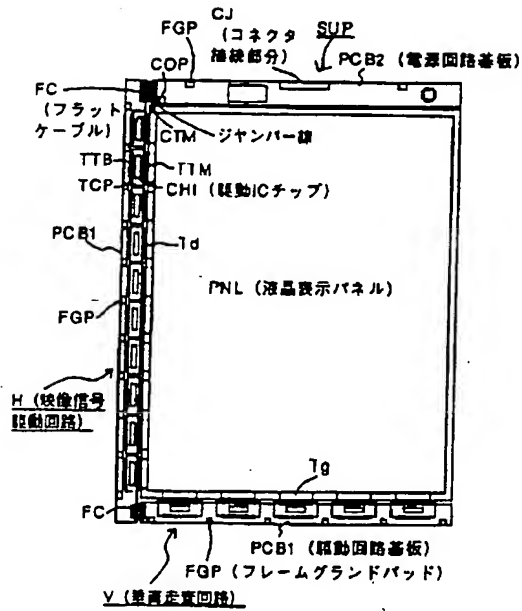 FGP
CJ
(コネクタ
接続部分)
SUP
PCB2 (電源回路基板)
COP
FC
(フラット
ケーブル)
CTM
ジヤンパー線
TTB
TTM
TCP
CHI (駆動ICチップ)
PCB1
Td
PNL (液晶表示パネル)
FGP
H (映像信号
駆動回路)
Tg
FC
PCB1 (駆動回路基板)
FGP (フレームグランドパッド)
V (垂直走査回路)